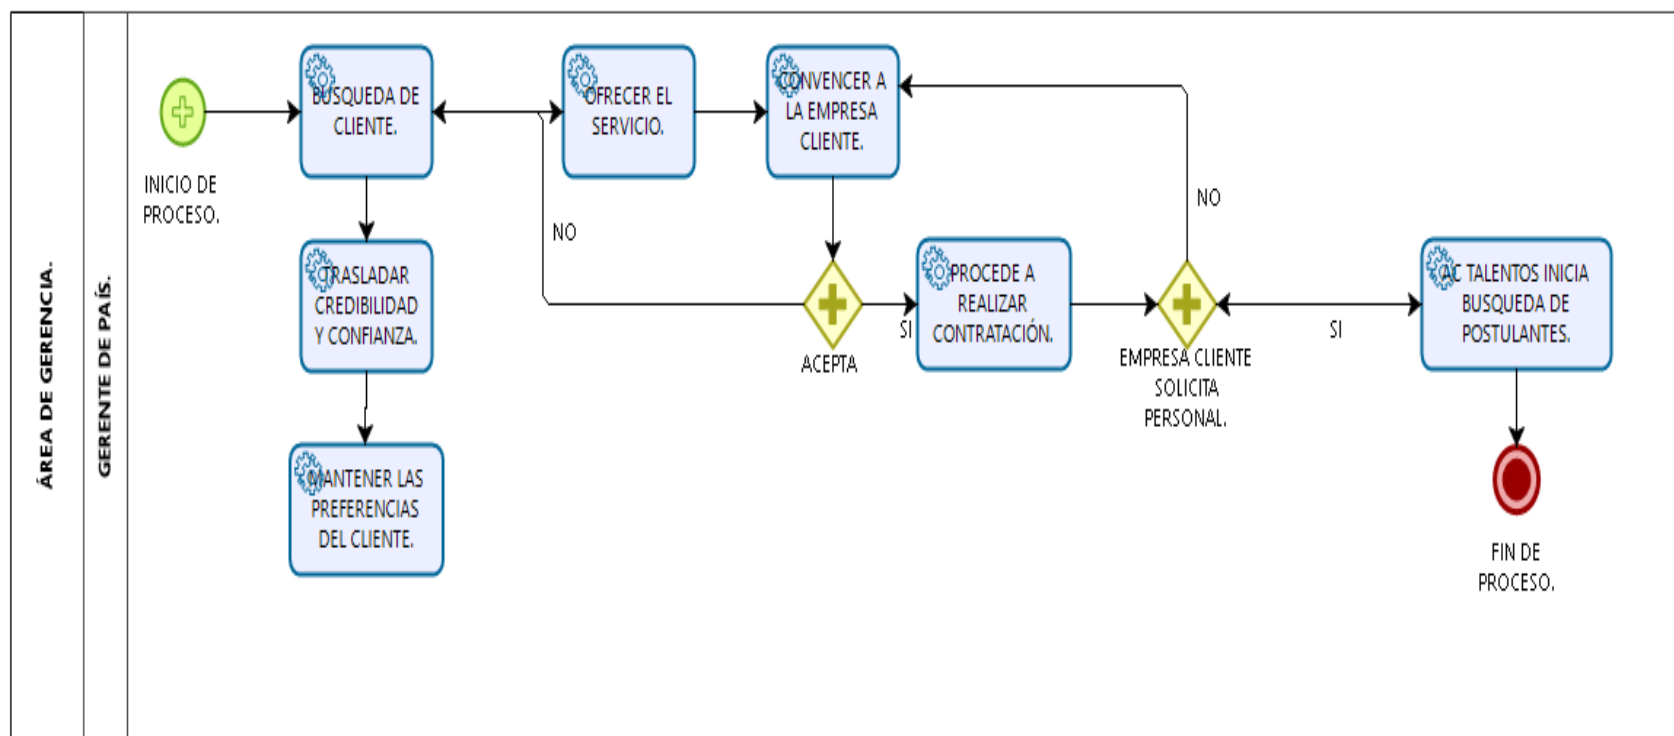 ÁREA DE GERENCIA.
GERENTE DE PAÍS.
INICIO DE
PROCESO.
BUSQUEDA DE
CLIENTE.
OFRECER EL
SERVICIO.
CONVENCER A
LA EMPRESA
CLIENTE.
TRASLADAR
CREDIBILIDAD
Y CONFIANZA.
MANTENER LAS
PREFERENCIAS
DEL CLIENTE.
NO
ACEPTA
SI
PROCEDE A
REALIZAR
CONTRATACIÓN.
NO
EMPRESA CLIENTE
SOLICITA
PERSONAL.
SI
AC TALENTOS INICIA
BUSQUEDA DE
POSTULANTES.
FIN DE
PROCESO.